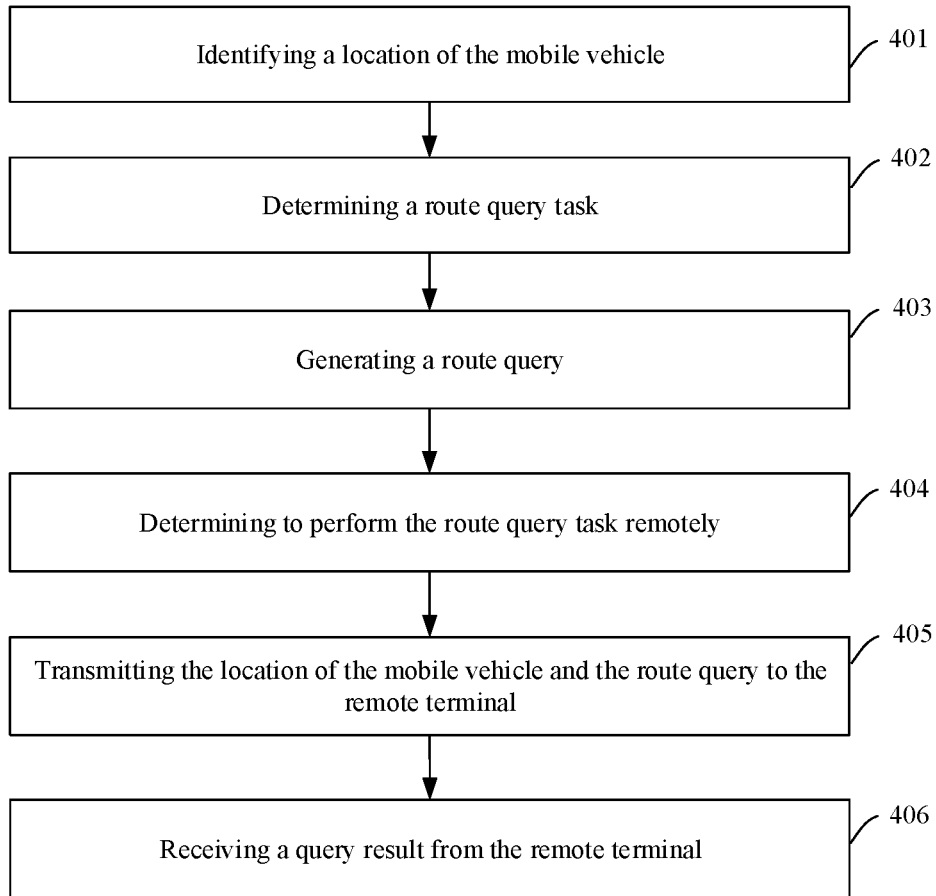 Identifying a location of the mobile vehicle
401
Determining a route query task
402
Generating a route query
403
Determining to perform the route query task remotely
404
Transmitting the location of the mobile vehicle and the route query to the
remote terminal
405
Receiving a query result from the remote terminal
406